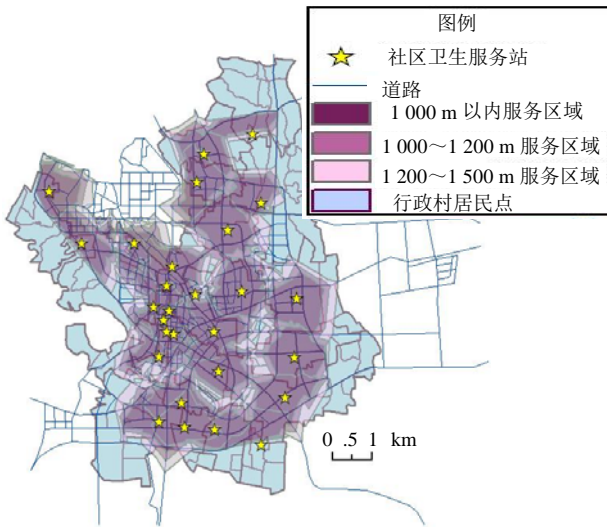 图例
社区卫生服务站
道路
1 000 m 以内服务区域
1 000～1 200 m 服务区域
1 200～1 500 m 服务区域
行政村居民点
0 .5 1 km